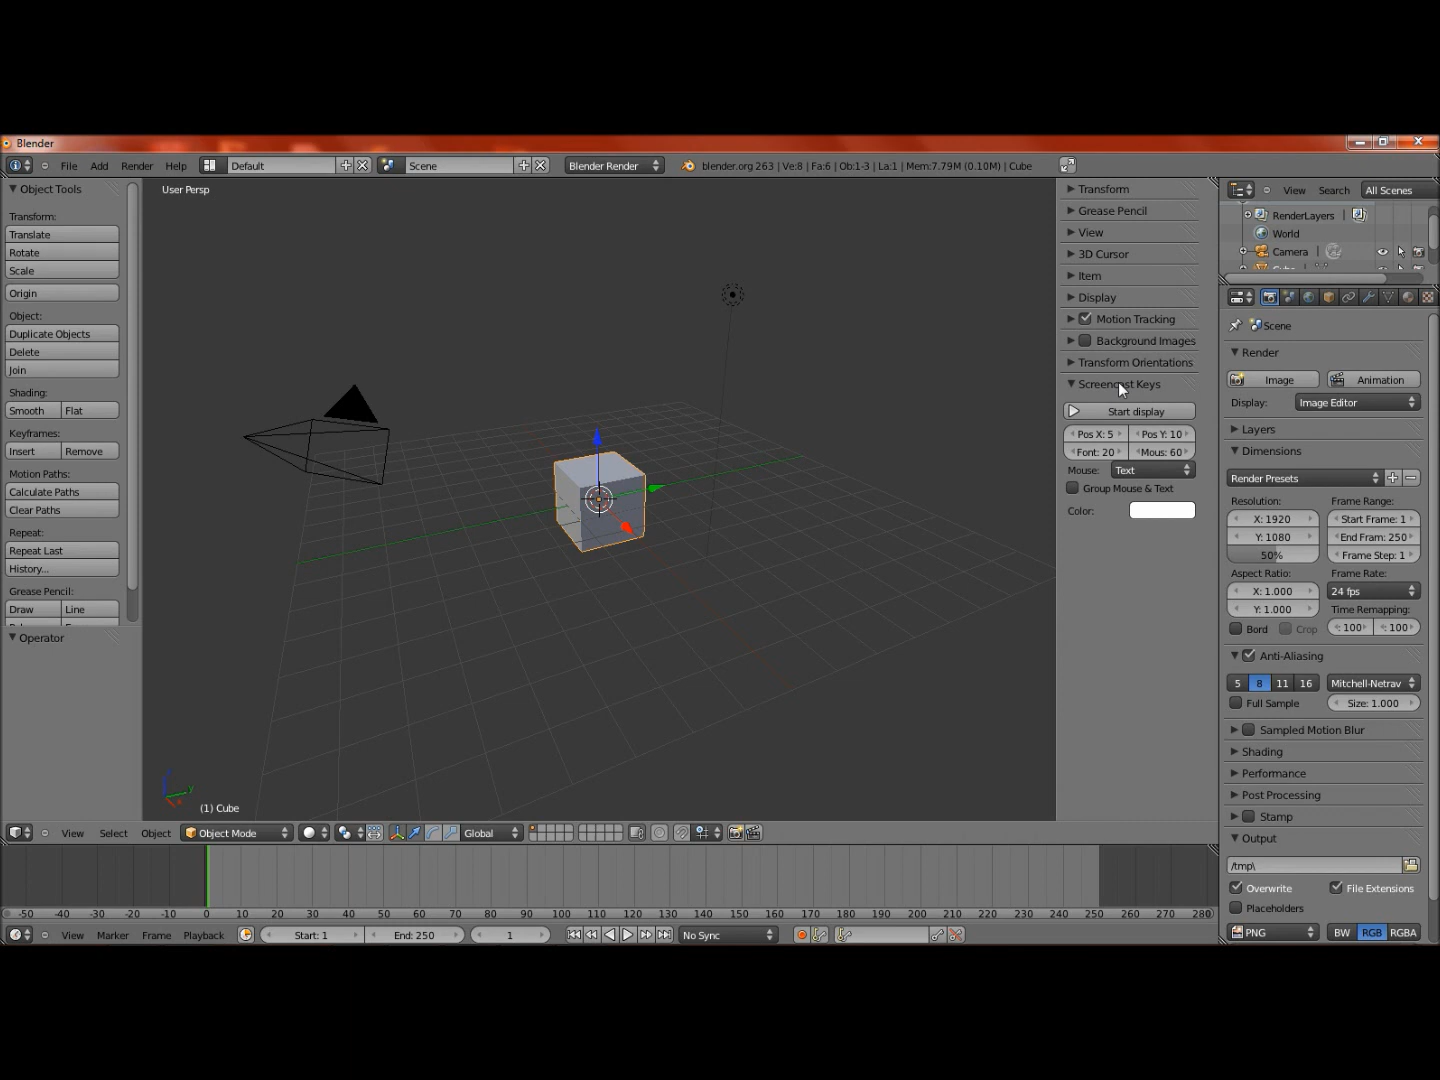 Blender
File Add Render Help Default Scene Blender Render blender.org 263 | Ve:8 | Fa:6 | Ob:1-3 | La:1 | Mem:7.79M (0.10M) | Cube
Object Tools
Transform:
Translate
Rotate
Scale
Origin
Object:
Duplicate Objects
Delete
Join
Shading:
Smooth Flat
Keyframes:
Insert Remove
Motion Paths:
Calculate Paths
Clear Paths
Repeat:
Repeat Last
History...
Grease Pencil:
Draw Line
Operator
User Persp
y
(1) Cube
Transform
Grease Pencil
View
3D Cursor
Item
Display
Motion Tracking
Background Images
Transform Orientations
Screencast Keys
Start display
Pos X: 5 Pos Y: 10
Font: 20 Mous: 60
Mouse: Text
Group Mouse & Text
Color:
View Search All Scenes
RenderLayers |
World
Camera |
Scene
Render
Image Animation
Display: Image Editor
Layers
Dimensions
Render Presets
Resolution: Frame Range:
X: 1920 Start Frame: 1
Y: 1080 End Fram: 250
50% Frame Step: 1
Aspect Ratio: Frame Rate:
X: 1.000 24 fps
Y: 1.000 Time Remapping:
Bord Crop : 100 : 100
Anti-Aliasing
5 8 11 16 Mitchell-Netrav
Full Sample Size: 1.000
Sampled Motion Blur
Shading
Performance
Post Processing
Stamp
Output
/tmp\
Overwrite File Extensions
Placeholders
PNG BW RGB RGBA
View Select Object Object Mode Global
-50 -40 -30 -20 -10 0 10 20 30 40 50 60 70 80 90 100 110 120 130 140 150 160 170 180 190 200 210 220 230 240 250 260 270 280
View Marker Frame Playback Start: 1 End: 250 1 No Sync